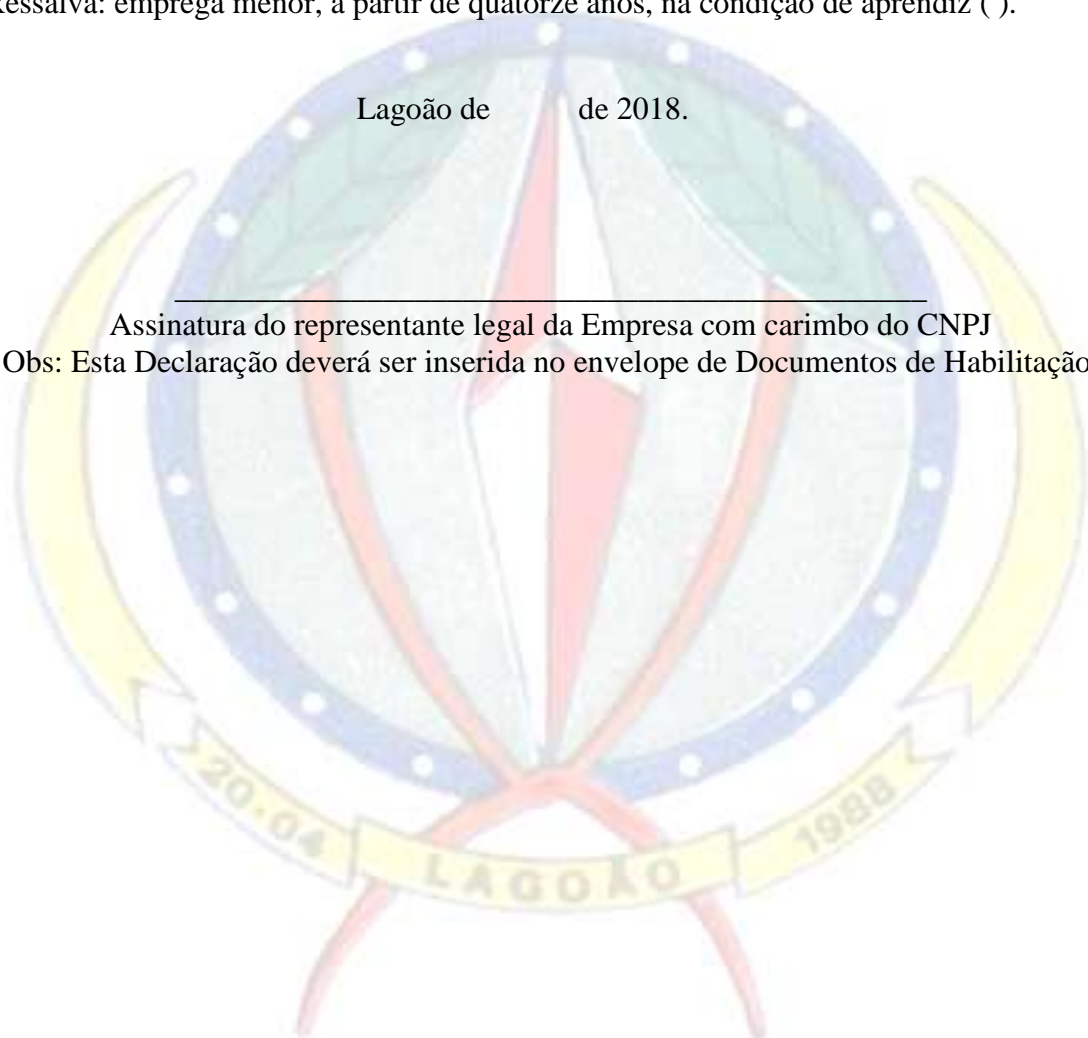 Ressalva: emprega menor, a partir de quatorze anos, na condição de aprendiz ( ).
Lagoão de de 2018.
_______________________________________________
Assinatura do representante legal da Empresa com carimbo do CNPJ
Obs: Esta Declaração deverá ser inserida no envelope de Documentos de Habilitação
20.04 LAGOÃO 1988